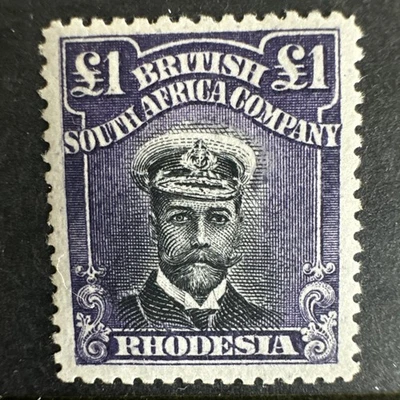 £1 BRITISH £1
SOUTH AFRICA COMPANY
RHODESIA